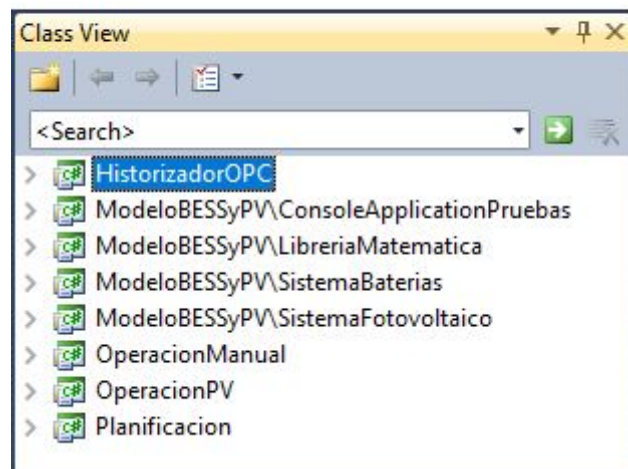 Class View
<Search>
HistorizadorOPC
ModeloBESSyPV\ConsoleApplicationPruebas
ModeloBESSyPV\LibreriaMatematica
ModeloBESSyPV\SistemaBaterias
ModeloBESSyPV\SistemaFotovoltaico
OperacionManual
OperacionPV
Planificacion